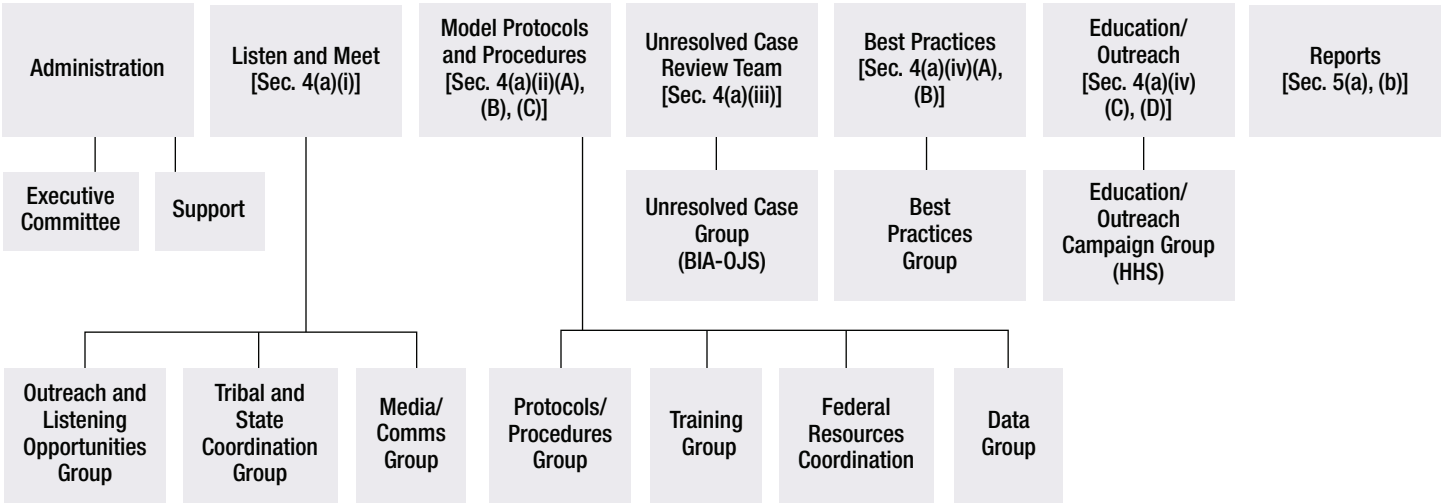 Administration
Listen and Meet
[Sec. 4(a)(i)]
Model Protocols
and Procedures
[Sec. 4(a)(ii)(A),
(B), (C)]
Unresolved Case
Review Team
[Sec. 4(a)(iii)]
Best Practices
[Sec. 4(a)(iv)(A),
(B)]
Education/
Outreach
[Sec. 4(a)(iv)
(C), (D)]
Reports
[Sec. 5(a), (b)]
Executive
Committee
Support
Unresolved Case
Group
(BIA-OJS)
Best
Practices
Group
Education/
Outreach
Campaign Group
(HHS)
Outreach and
Listening
Opportunities
Group
Tribal and
State
Coordination
Group
Media/
Comms
Group
Protocols/
Procedures
Group
Training
Group
Federal
Resources
Coordination
Data
Group